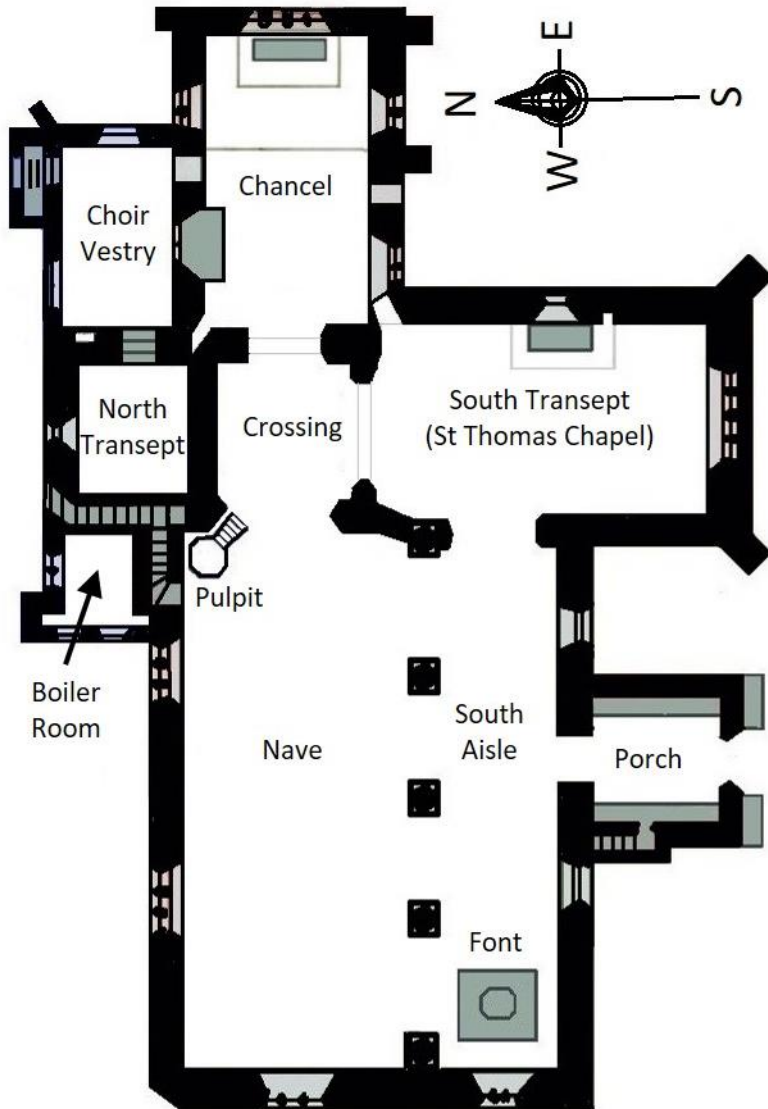 E
N
S
W
Chancel
Choir
Vestry
North
Transept
Crossing
South Transept
(St Thomas Chapel)
Pulpit
Boiler
Room
Nave
South
Aisle
Porch
Font